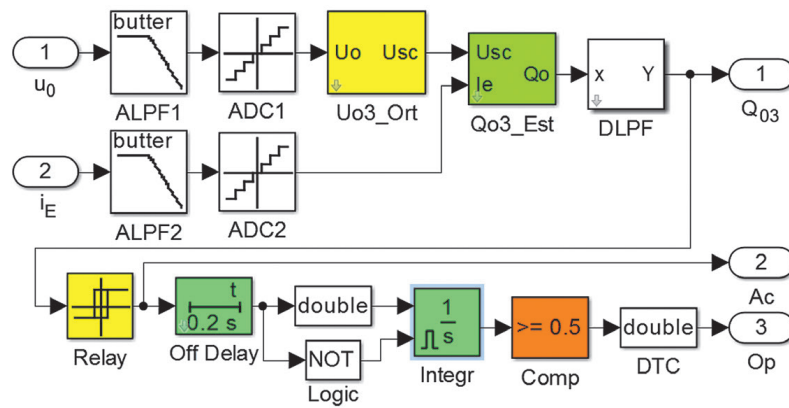 1
butter
Uo Usc
Usc
Ie
Qo
x Y
1
u0
ALPF1
ADC1
Uo3_Ort
Qo3_Est
DLPF
Q03
2
butter
iE
ALPF2
ADC2
t
0.2 s
double
NOT
1
s
>= 0.5
double
2
Ac
3
Relay
Off Delay
Logic
Integr
Comp
DTC
Op